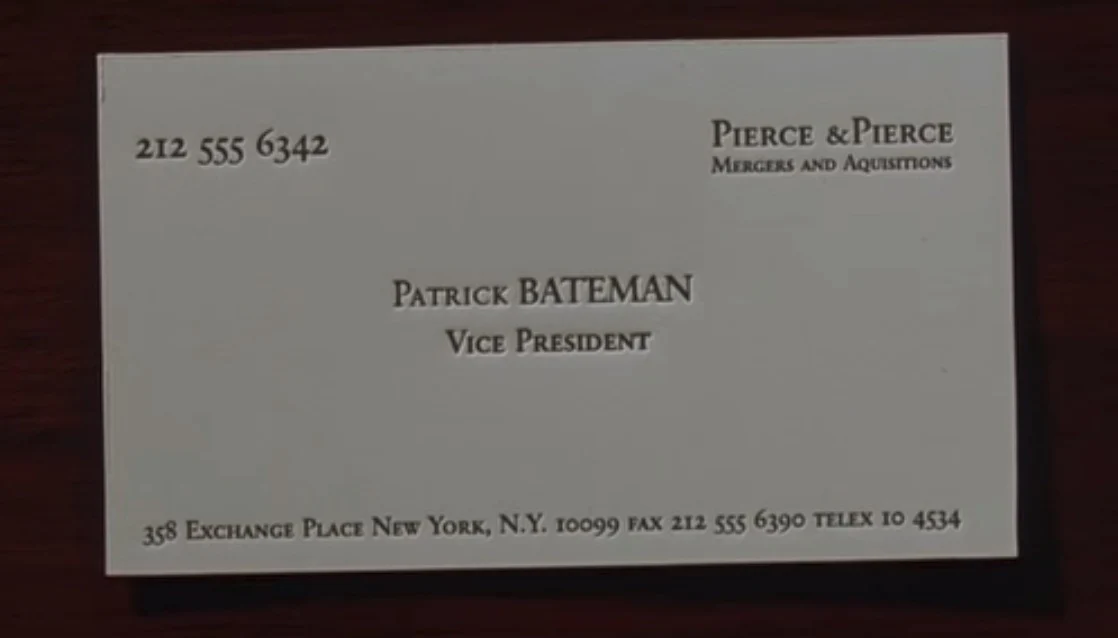 212 555 6342
PIERCE & PIERCE
MERGERS AND AQUISITIONS
PATRICK BATEMAN
VICE PRESIDENT
358 EXCHANGE PLACE NEW YORK, N.Y. 10099 FAX 212 555 6390 TELEX 10 4534